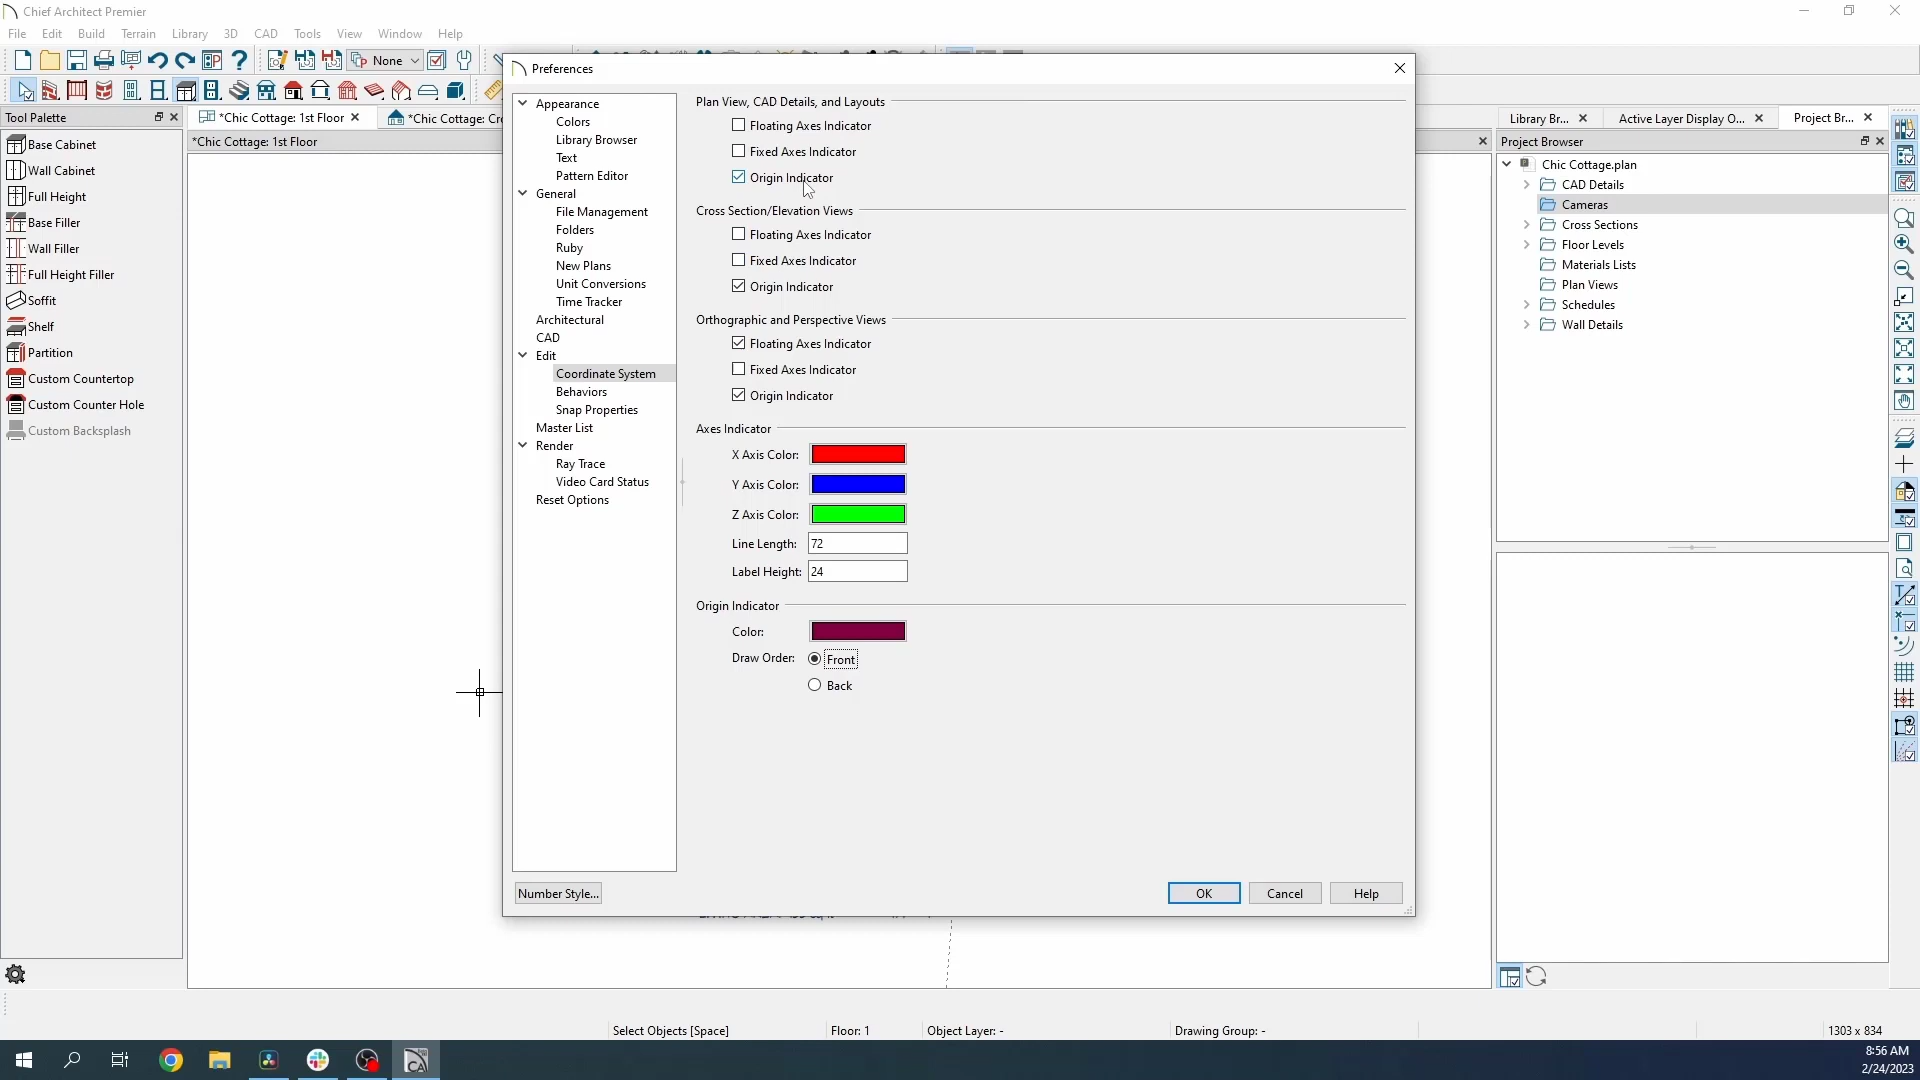 Chief Architect Premier
File Edit Build Terrain Library 3D CAD Tools View Window Help
None
Tool Palette
*Chic Cottage: 1st Floor
*Chic Cottage: Cr
*Chic Cottage: 1st Floor
Base Cabinet
Wall Cabinet
Full Height
Base Filler
Wall Filler
Full Height Filler
Soffit
Shelf
Partition
Custom Countertop
Custom Counter Hole
Custom Backsplash
Preferences
Appearance
Colors
Library Browser
Text
Pattern Editor
General
File Management
Folders
Ruby
New Plans
Unit Conversions
Time Tracker
Architectural
CAD
Edit
Coordinate System
Behaviors
Snap Properties
Master List
Render
Ray Trace
Video Card Status
Reset Options
Plan View, CAD Details, and Layouts
Floating Axes Indicator
Fixed Axes Indicator
Origin Indicator
Cross Section/Elevation Views
Floating Axes Indicator
Fixed Axes Indicator
Origin Indicator
Orthographic and Perspective Views
Floating Axes Indicator
Fixed Axes Indicator
Origin Indicator
Axes Indicator
X Axis Color:
Y Axis Color:
Z Axis Color:
Line Length: 72
Label Height: 24
Origin Indicator
Color:
Draw Order: Front
Back
Number Style... OK Cancel Help
Library Br... Active Layer Display O... Project Br...
Project Browser
Chic Cottage.plan
CAD Details
Cameras
Cross Sections
Floor Levels
Materials Lists
Plan Views
Schedules
Wall Details
Select Objects [Space] Floor: 1 Object Layer: - Drawing Group: - 1303 x 834
CA
8:56 AM
2/24/2023